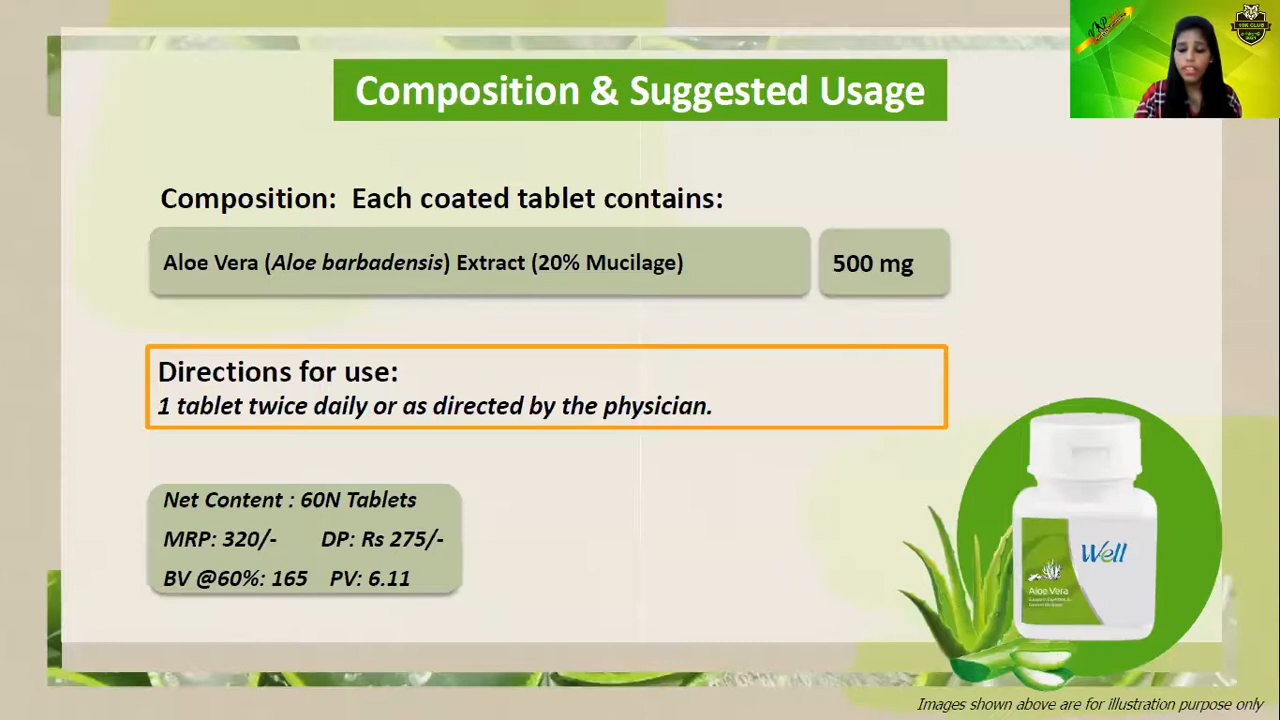 Composition & Suggested Usage
Composition: Each coated tablet contains:
Aloe Vera (Aloe barbadensis) Extract (20% Mucilage)
500 mg
Directions for use:
1 tablet twice daily or as directed by the physician.
Net Content : 60N Tablets
MRP: 320/- DP: Rs 275/-
BV @60%: 165 PV: 6.11
Well
Aloe Vera
Images shown above are for illustration purpose only